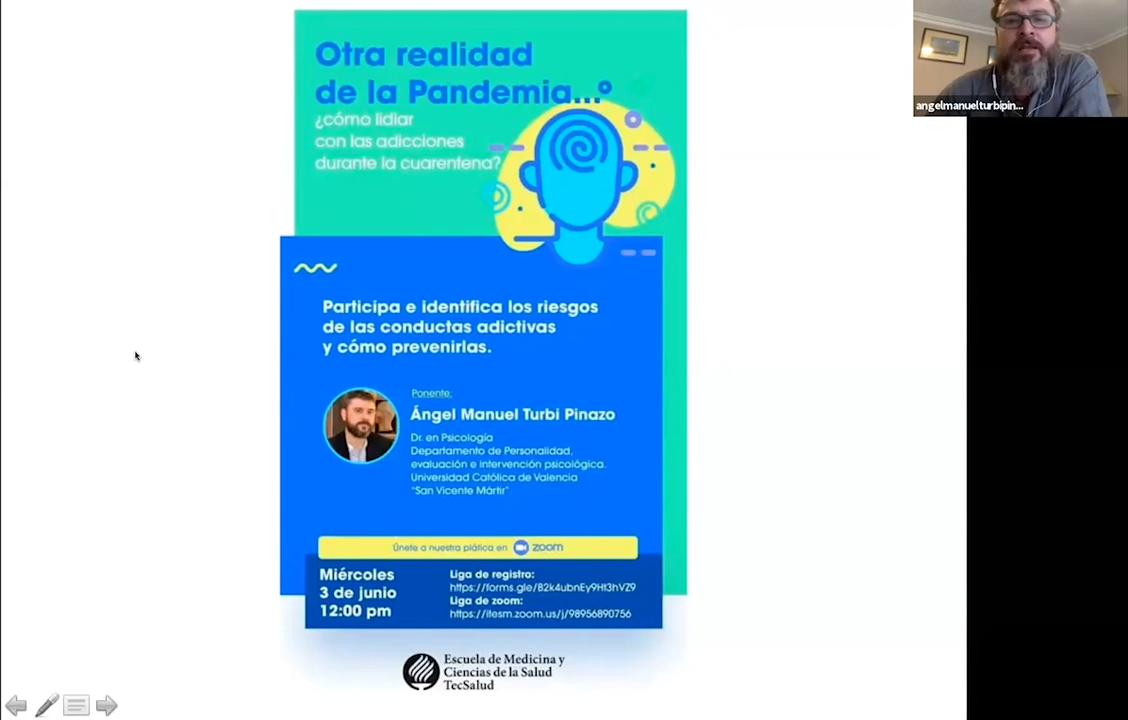 Otra realidad
de la Pandemia...
¿cómo lidiar
con las adicciones
durante la cuarentena?
Participa e identifica los riesgos
de las conductas adictivas
y cómo prevenirlas.
Ponente:
Ángel Manuel Turbi Pinazo
Dr. en Psicología
Departamento de Personalidad,
evaluación e intervención psicológica.
Universidad Católica de Valencia
"San Vicente Mártir"
Únete a nuestra plática en zoom
Miércoles
3 de junio
12:00 pm
Liga de registro:
https://forms.gle/B2k4ubnEy9Ht3hVZ9
Liga de zoom:
https://itesm.zoom.us/j/98956890756
Escuela de Medicina y
Ciencias de la Salud
TecSalud
angelmanuelturbipin...